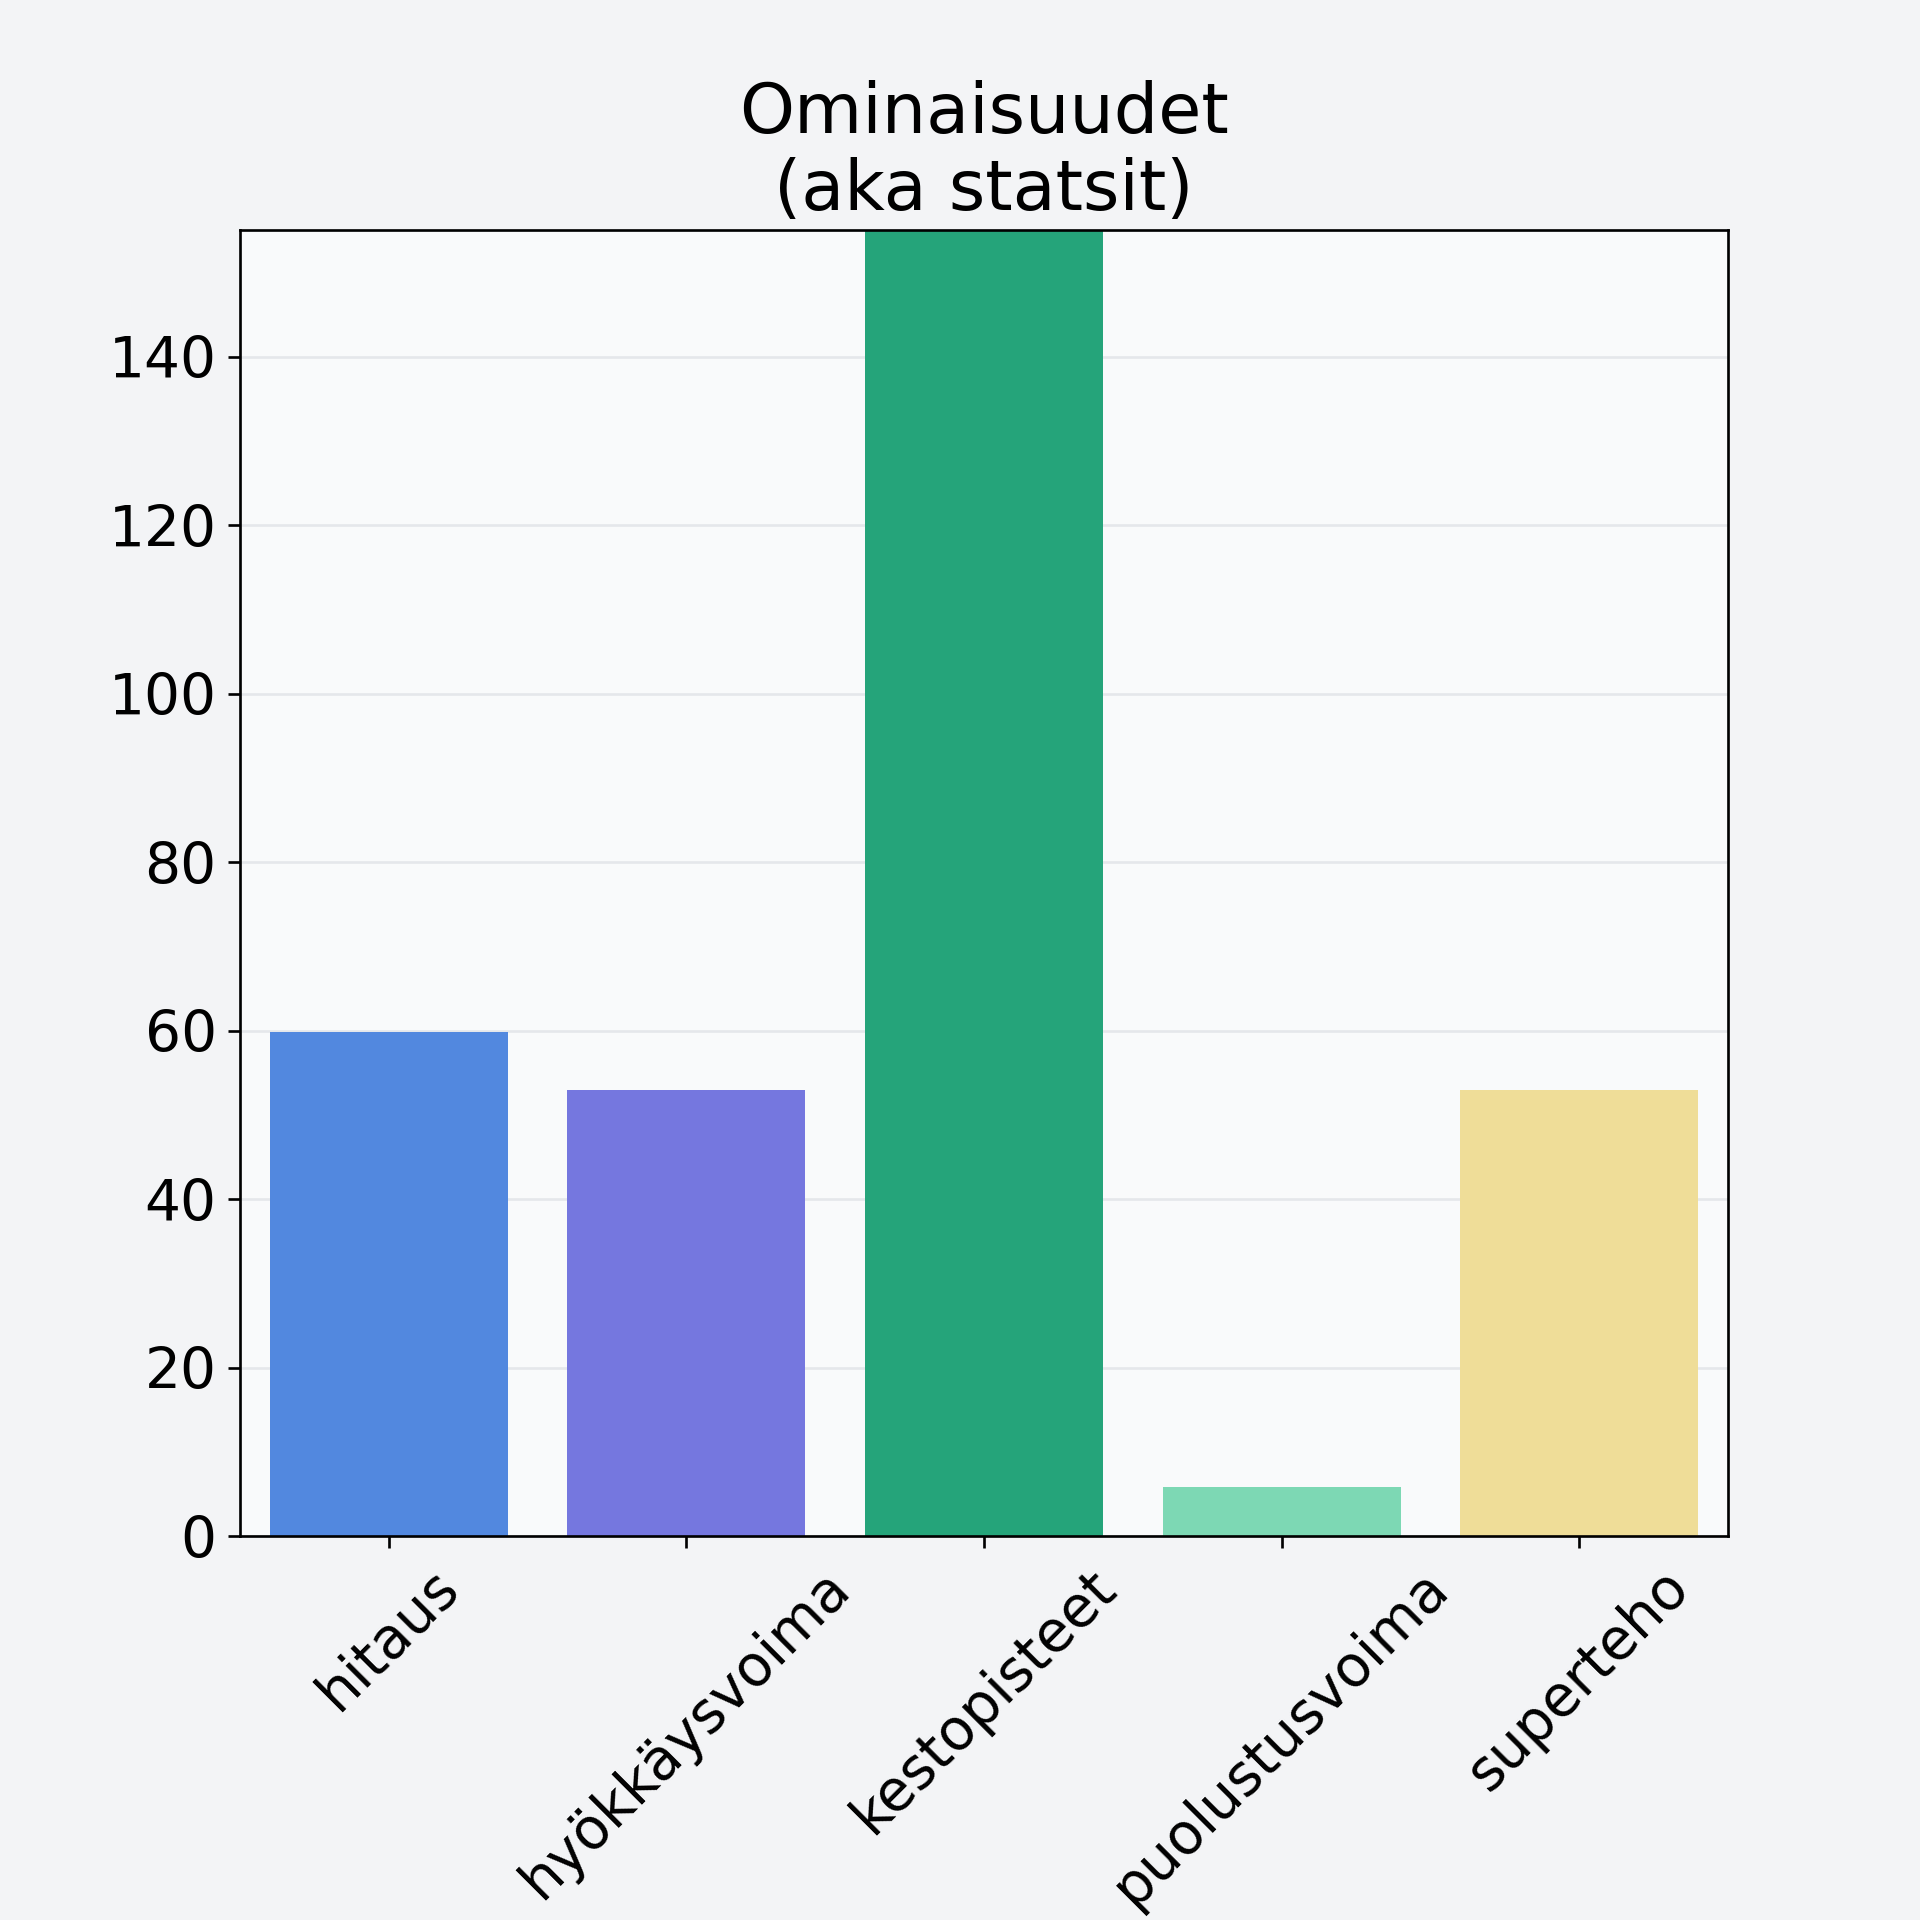 Ominaisuudet
(aka statsit)
140
120
100
80
60
40
20
0
hitaus
hyökkäysvoima
kestopisteet
puolustusvoima
superteho